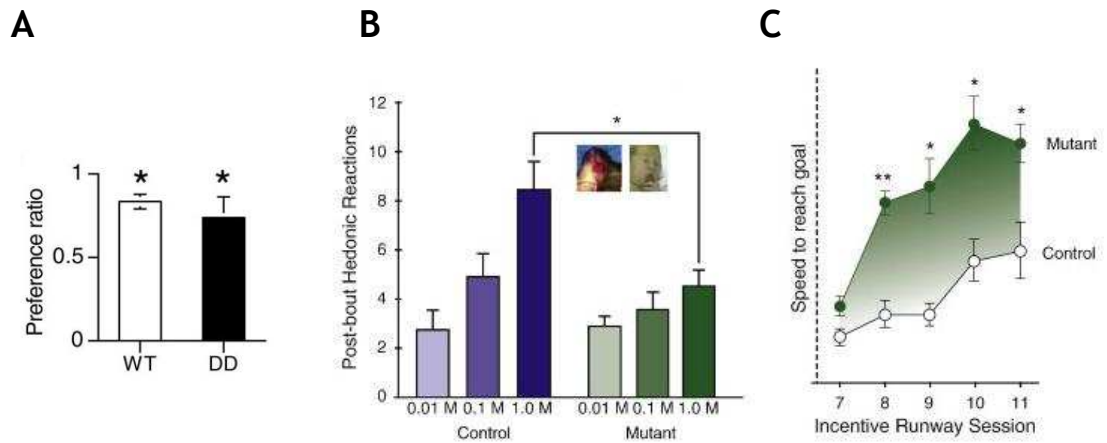 A
Preference ratio
1
0.5
0
*
*
WT
DD
B
Post-bout Hedonic Reactions
12
10
8
6
4
2
0
*
0.01 M 0.1 M 1.0 M
0.01 M 0.1 M 1.0 M
Control
Mutant
C
Speed to reach goal
**
*
*
*
Mutant
Control
7 8 9 10 11
Incentive Runway Session